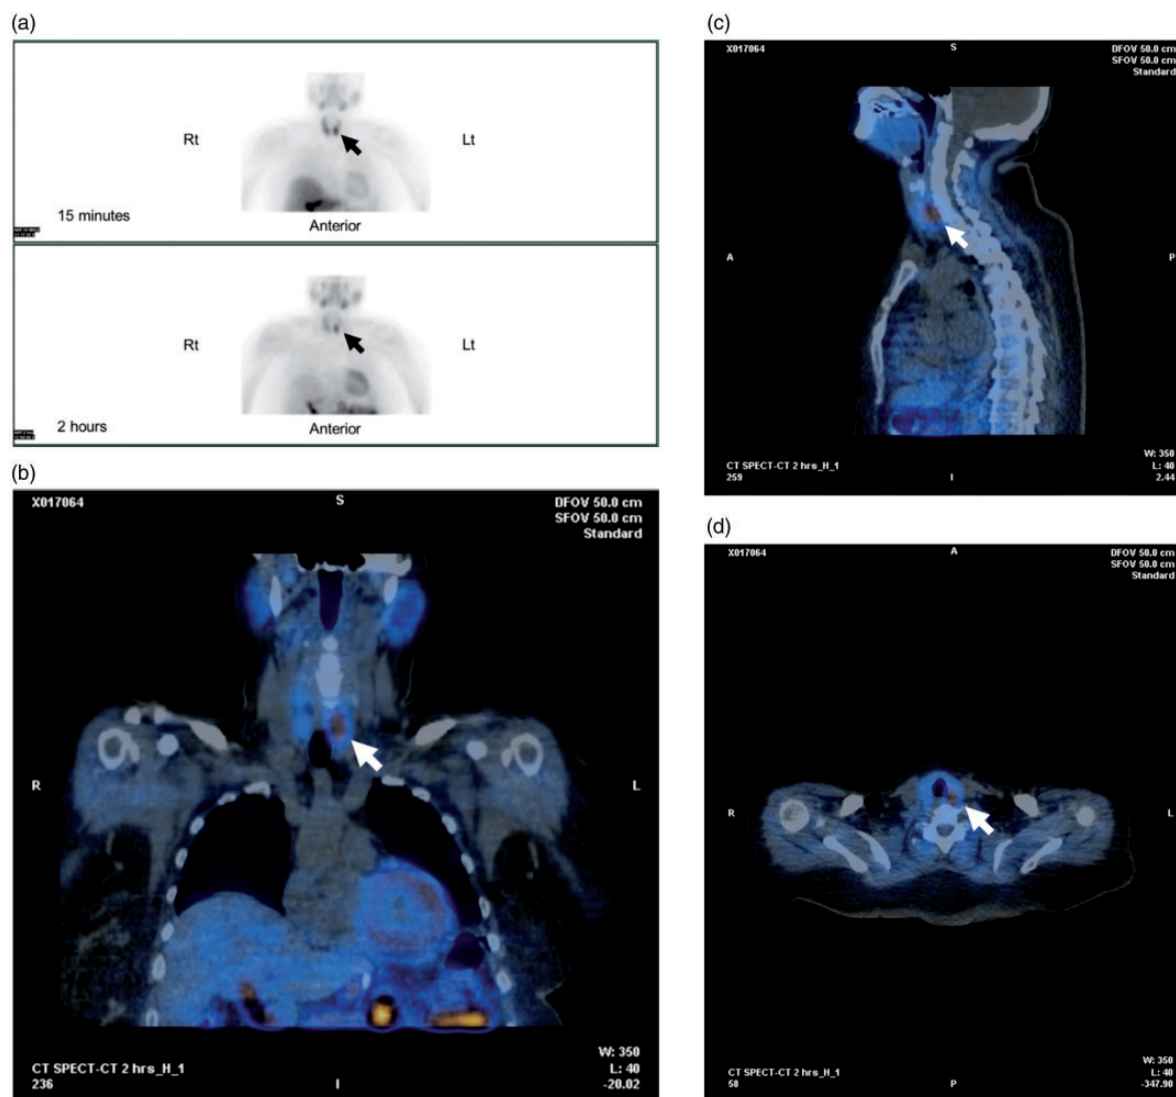 (a)
Rt
Lt
15 minutes
Anterior
Rt
Lt
2 hours
Anterior
(b)
X017064
S
DFOV 50.0 cm
SFOV 50.0 cm
Standard
R
L
CT SPECT-CT 2 hrs_H_1
236
I
W: 350
L: 40
-20.02
(c)
X017064
S
DFOV 50.0 cm
SFOV 50.0 cm
Standard
A
P
CT SPECT-CT 2 hrs_H_1
259
I
W: 350
L: 40
2.44
(d)
X017064
A
DFOV 50.0 cm
SFOV 50.0 cm
Standard
R
L
CT SPECT-CT 2 hrs_H_1
58
P
W: 350
L: 40
-347.90